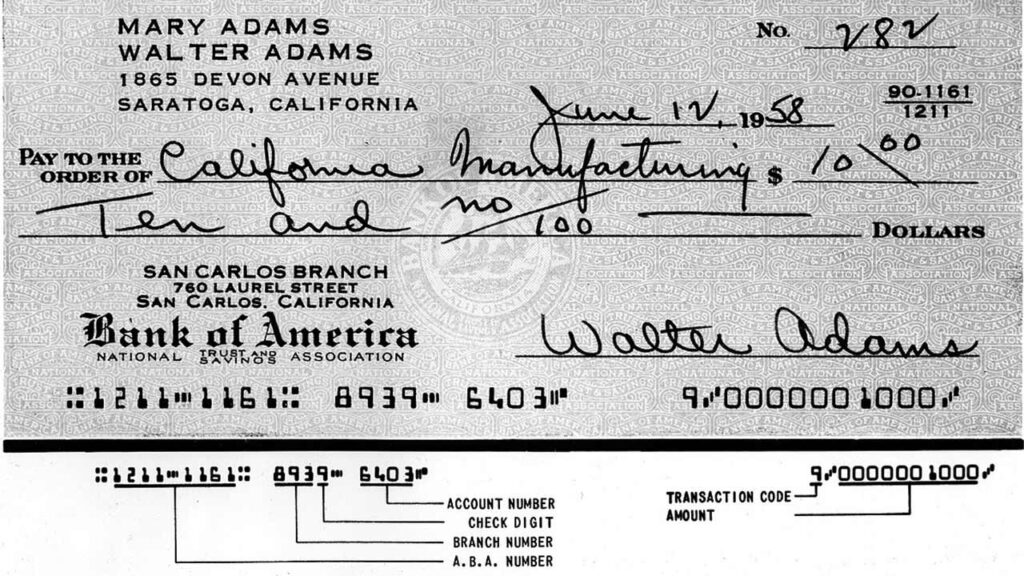 MARY ADAMS
WALTER ADAMS
1865 DEVON AVENUE
SARATOGA, CALIFORNIA
No. 282
90-1161
1211
June 12, 1958
PAY TO THE ORDER OF California Manufacturing $ 10 00
Ten and no/100 DOLLARS
SAN CARLOS BRANCH
760 LAUREL STREET
SAN CARLOS, CALIFORNIA
Bank of America
NATIONAL TRUST AND SAVINGS ASSOCIATION
Walter Adams
⑆1211⑉1161⑆ 8939⑉ 6403⑈ 9⑇0000001000⑇
⑆1211⑉1161⑆ 8939⑉ 6403⑈ 9⑇0000001000⑇
ACCOUNT NUMBER
CHECK DIGIT
BRANCH NUMBER
A.B.A. NUMBER
TRANSACTION CODE
AMOUNT